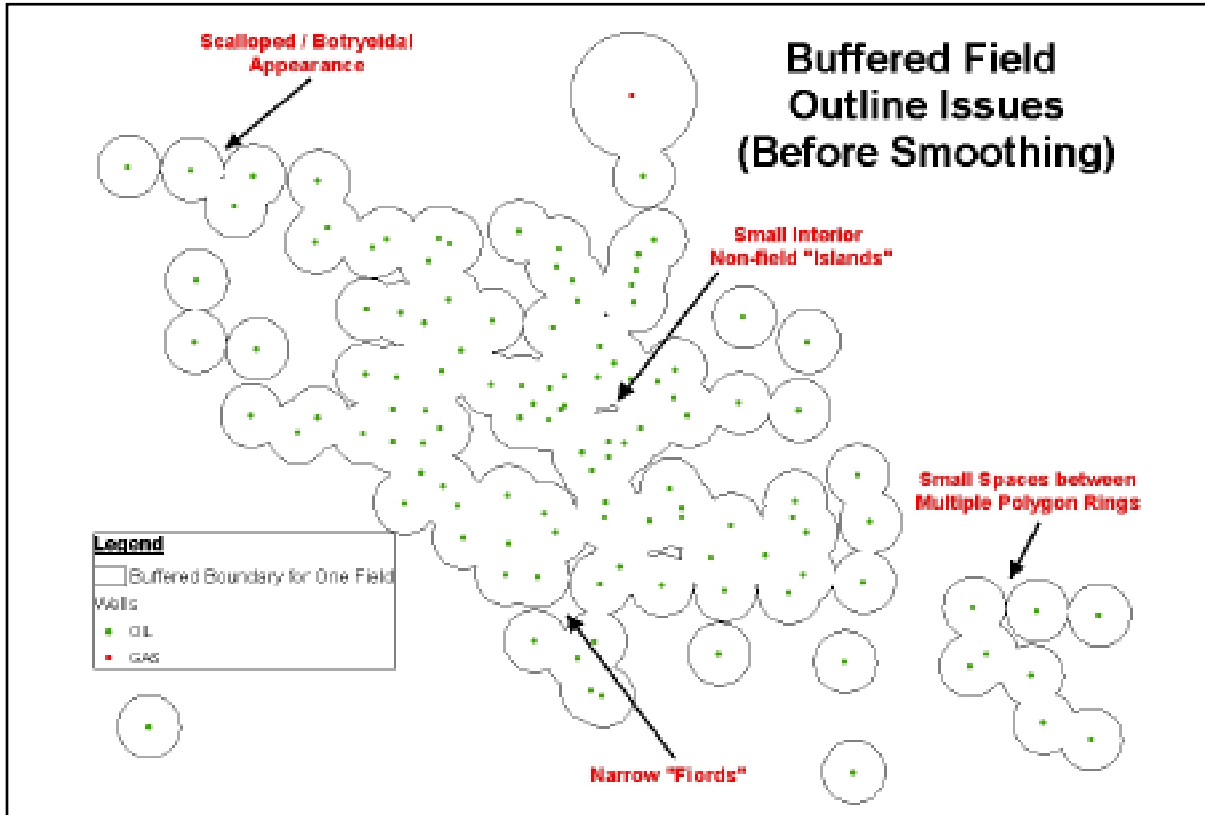 Scalloped / Botryoidal
Appearance
Buffered Field
Outline Issues
(Before Smoothing)
Small Interior
Non-field "Islands"
Small Spaces between
Multiple Polygon Rings
Legend
Buffered Boundary for One Field
Wells
OIL
GAS
Narrow "Fiords"